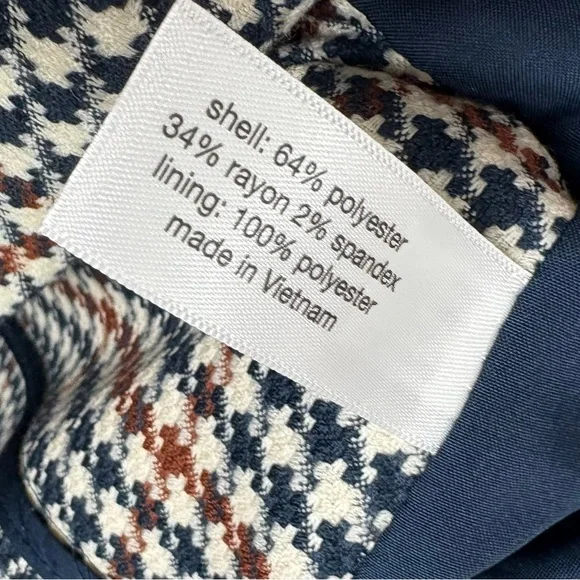 shell: 64% polyester
34% rayon 2% spandex
lining: 100% polyester
made in Vietnam